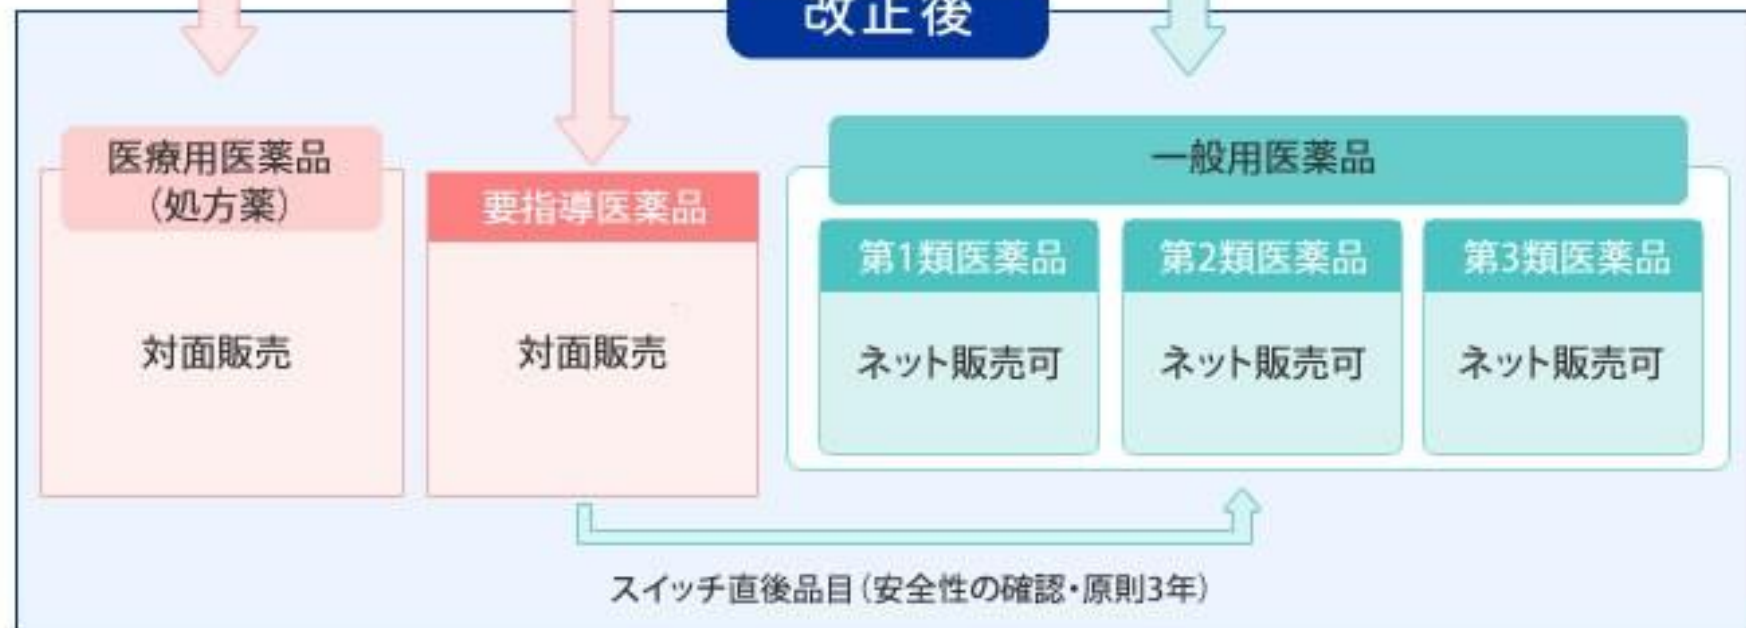 改正後
医療用医薬品
（処方薬）
対面販売
要指導医薬品
対面販売
一般用医薬品
第1類医薬品
ネット販売可
第2類医薬品
ネット販売可
第3類医薬品
ネット販売可
スイッチ直後品目（安全性の確認・原則3年）